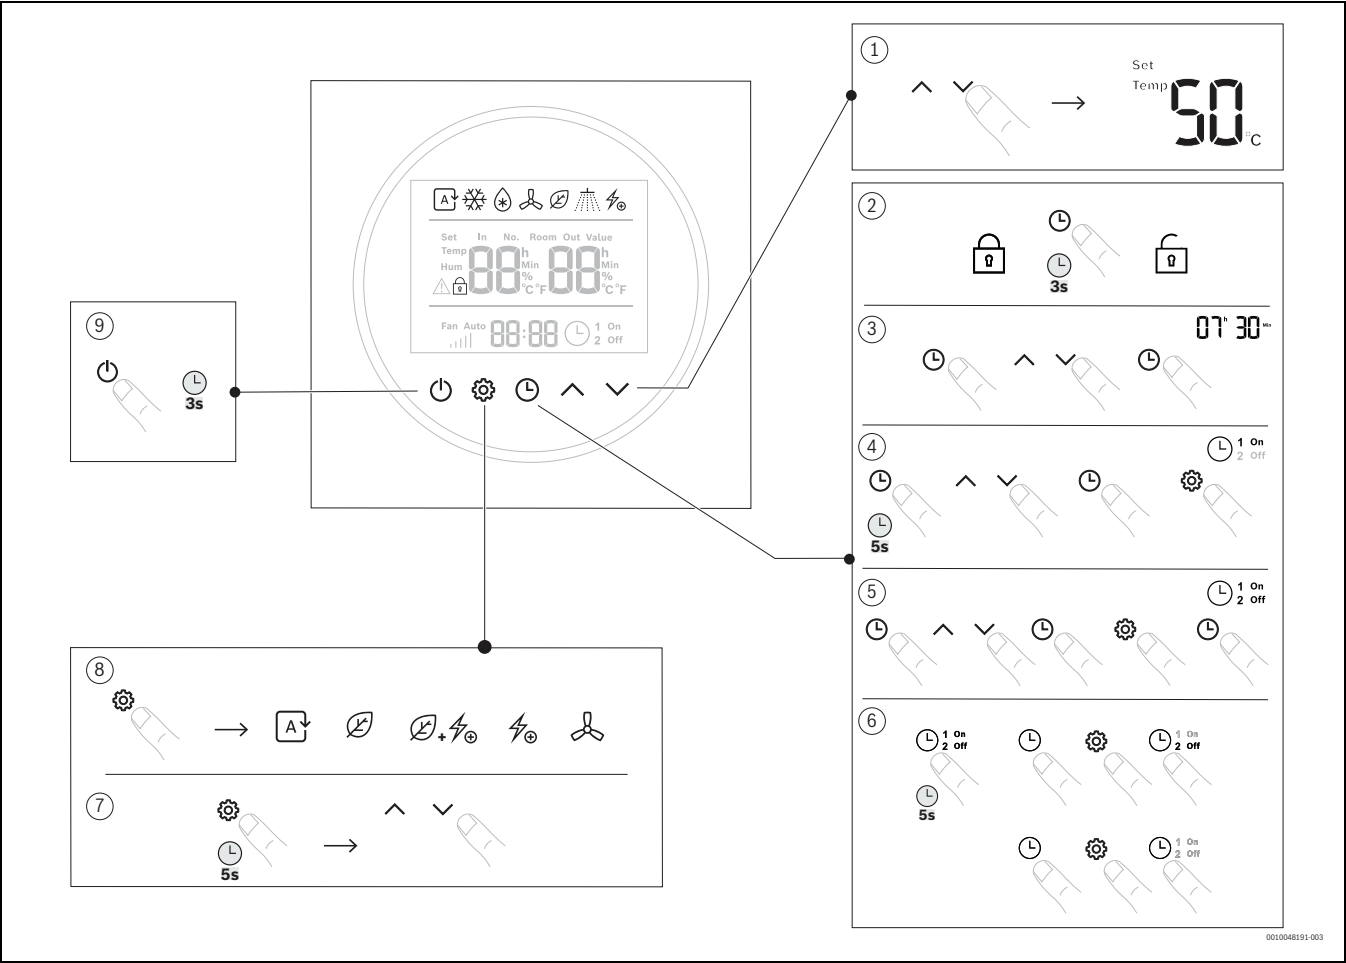 1
Set
Temp 50 °C
2
3s
3
07 h 30 Min
4
1 On
2 Off
5s
5
1 On
2 Off
6
1 On
2 Off
1 On
2 Off
5s
1 On
2 Off
A
Set In No. Room Out Value
Temp 88 h 88 h
Hum Min Min
% %
°C °F °C °F
Fan Auto 88:88 1 On
2 Off
9
3s
8
A
+
7
5s
0010048191-003